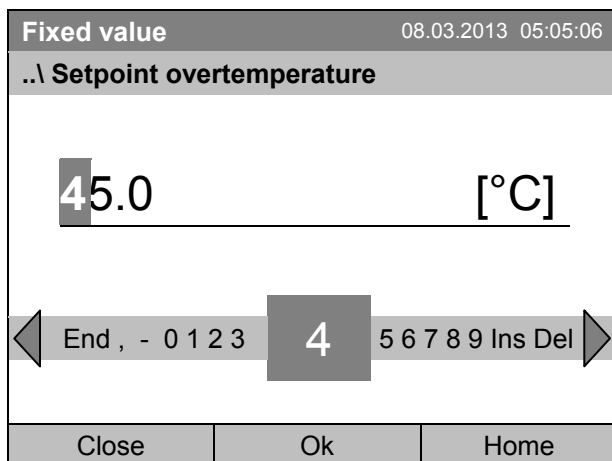 Fixed value 08.03.2013 05:05:06
..\ Setpoint overtemperature
45.0 [°C]
End , - 0 1 2 3 4 5 6 7 8 9 Ins Del
Close Ok Home